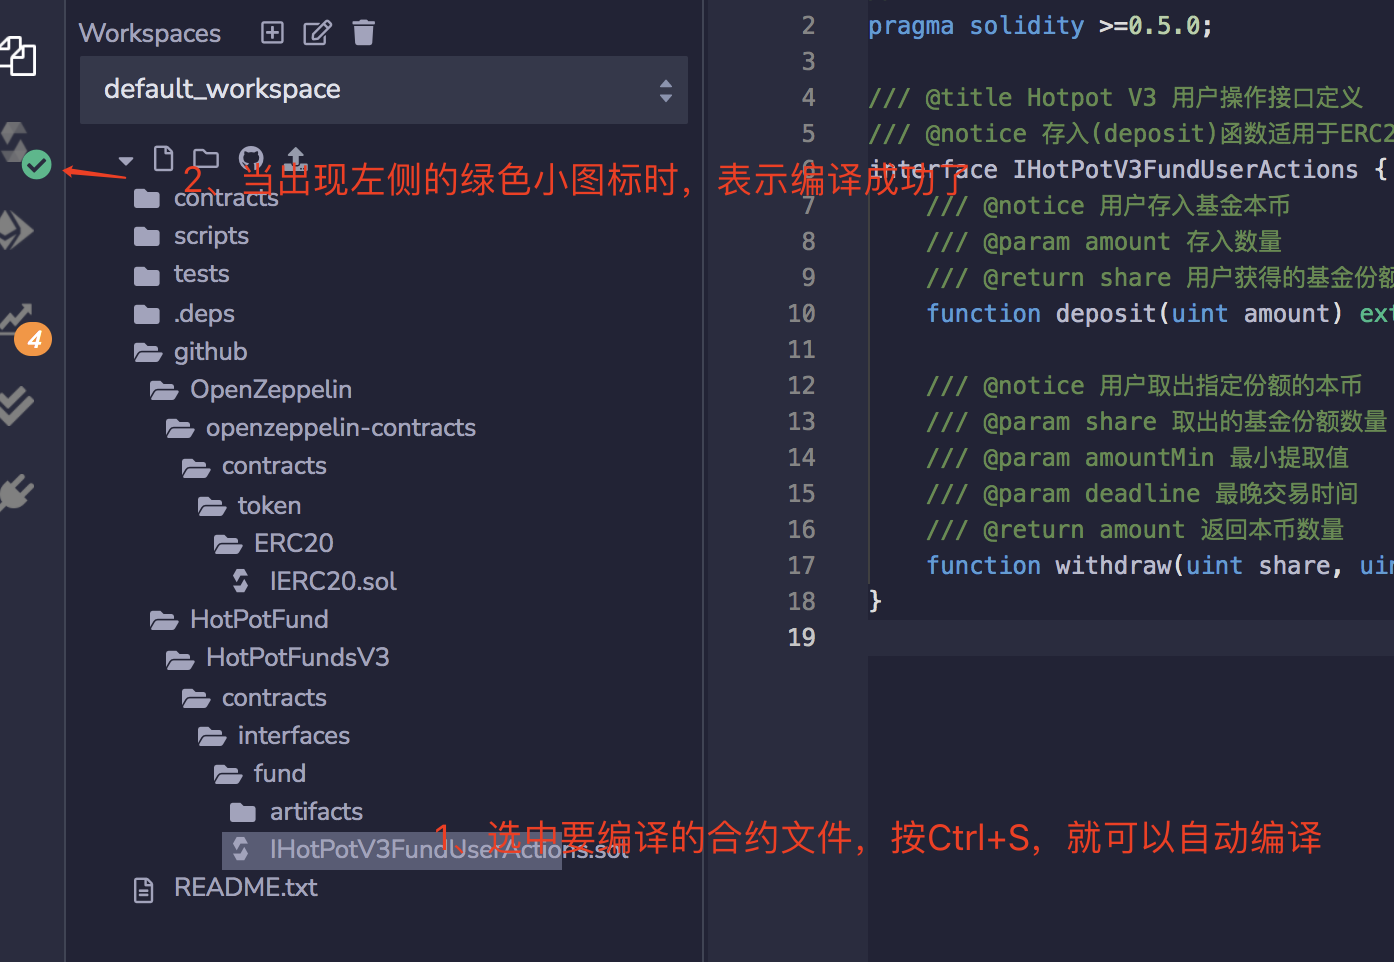 Workspaces
default_workspace
2、当出现左侧的绿色小图标时，表示编译成功了
contracts
scripts
tests
.deps
github
OpenZeppelin
openzeppelin-contracts
contracts
token
ERC20
IERC20.sol
HotPotFund
HotPotFundsV3
contracts
interfaces
fund
artifacts
1、选中要编译的合约文件，按Ctrl+S，就可以自动编译
IHotPotV3FundUserActions.sol
README.txt
4
2 pragma solidity >=0.5.0;
3
4 /// @title Hotpot V3 用户操作接口定义
5 /// @notice 存入(deposit)函数适用于ERC2
6 interface IHotPotV3FundUserActions {
7 /// @notice 用户存入基金本币
8 /// @param amount 存入数量
9 /// @return share 用户获得的基金份额
10 function deposit(uint amount) ext
11
12 /// @notice 用户取出指定份额的本币
13 /// @param share 取出的基金份额数量
14 /// @param amountMin 最小提取值
15 /// @param deadline 最晚交易时间
16 /// @return amount 返回本币数量
17 function withdraw(uint share, uin
18 }
19